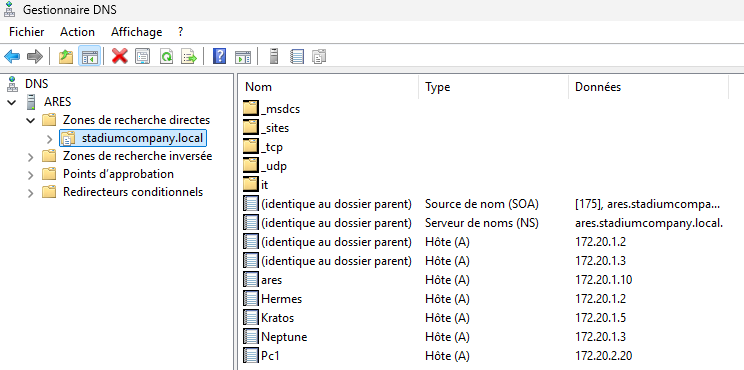 Gestionnaire DNS
Fichier Action Affichage ?
DNS
ARES
Zones de recherche directes
stadiumcompany.local
Zones de recherche inversée
Points d'approbation
Redirecteurs conditionnels
Nom Type Données
_msdcs
_sites
_tcp
_udp
it
(identique au dossier parent) Source de nom (SOA) [175], ares.stadiumcompa...
(identique au dossier parent) Serveur de noms (NS) ares.stadiumcompany.local.
(identique au dossier parent) Hôte (A) 172.20.1.2
(identique au dossier parent) Hôte (A) 172.20.1.3
ares Hôte (A) 172.20.1.10
Hermes Hôte (A) 172.20.1.2
Kratos Hôte (A) 172.20.1.5
Neptune Hôte (A) 172.20.1.3
Pc1 Hôte (A) 172.20.2.20